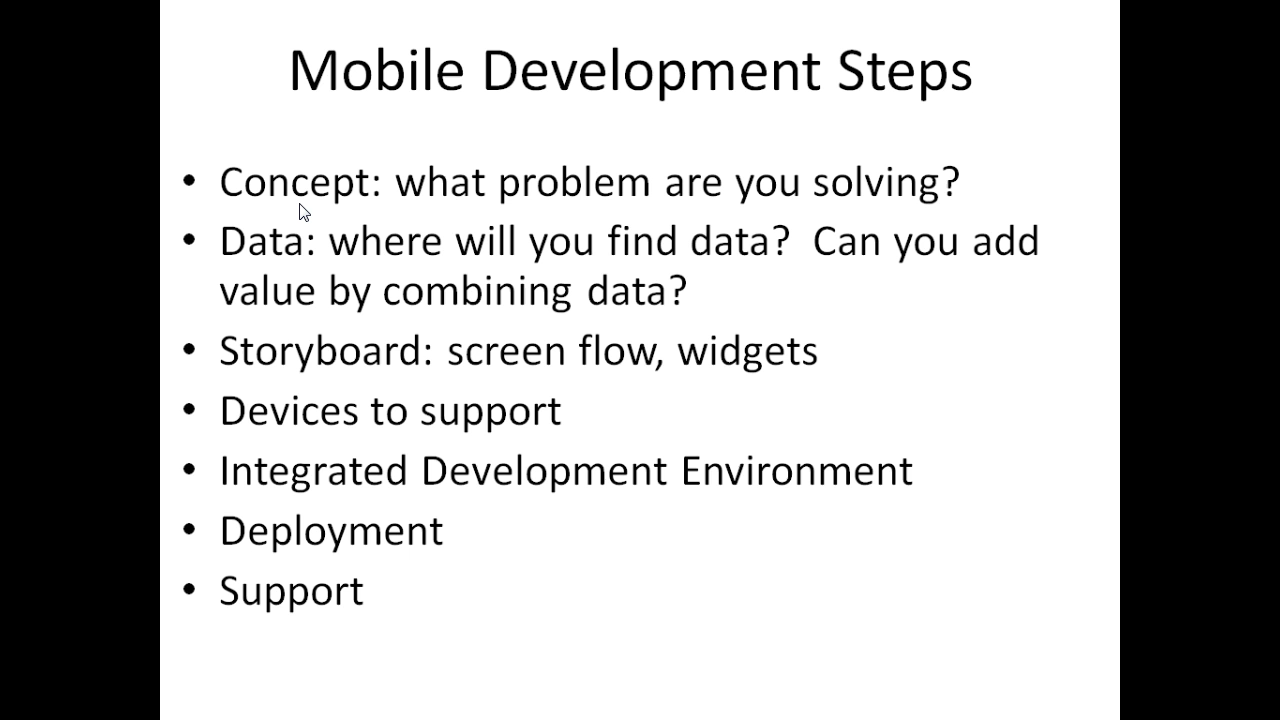 Mobile Development Steps
• Concept: what problem are you solving?
• Data: where will you find data?  Can you add
value by combining data?
• Storyboard: screen flow, widgets
• Devices to support
• Integrated Development Environment
• Deployment
• Support